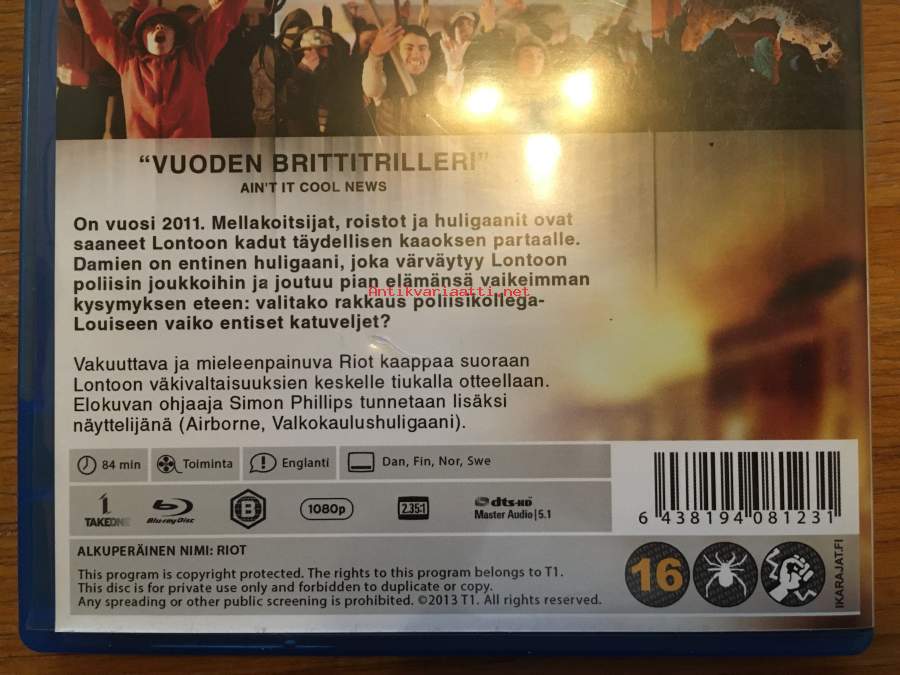 “VUODEN BRITTITRILLERI”
AIN'T IT COOL NEWS
On vuosi 2011. Mellakoitsijat, roistot ja huligaanit ovat
saaneet Lontoon kadut täydellisen kaaoksen partaalle.
Damien on entinen huligaani, joka värväytyy Lontoon
poliisin joukkoihin ja joutuu pian elämänsä vaikeimman
Antikvariaatti.net
kysymyksen eteen: valitako rakkaus poliisikollega-
Louiseen vaiko entiset katuveljet?
Vakuuttava ja mieleenpainuva Riot kaappaa suoraan
Lontoon väkivaltaisuuksien keskelle tiukalla otteellaan.
Elokuvan ohjaaja Simon Phillips tunnetaan lisäksi
näyttelijänä (Airborne, Valkokaulushuligaani).
84 min Toiminta Englanti Dan, Fin, Nor, Swe
TAKEONE Blu-ray Disc B 1080p 2.35:1 dts-HD
Master Audio | 5.1
6 438194 081231
ALKUPERÄINEN NIMI: RIOT
This program is copyright protected. The rights to this program belongs to T1.
This disc is for private use only and forbidden to duplicate or copy.
Any spreading or other public screening is prohibited. ©2013 T1. All rights reserved.
16
IKARAJAT.FI